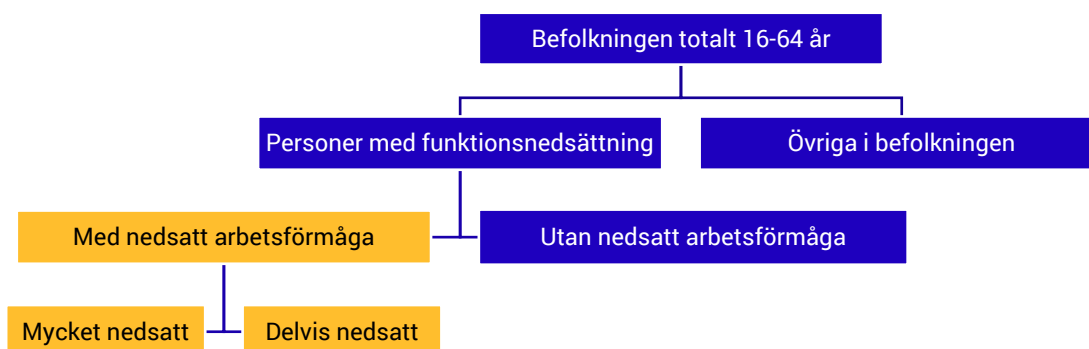 Befolkningen totalt 16-64 år
Personer med funktionsnedsättning
Övriga i befolkningen
Med nedsatt arbetsförmåga
Utan nedsatt arbetsförmåga
Mycket nedsatt
Delvis nedsatt